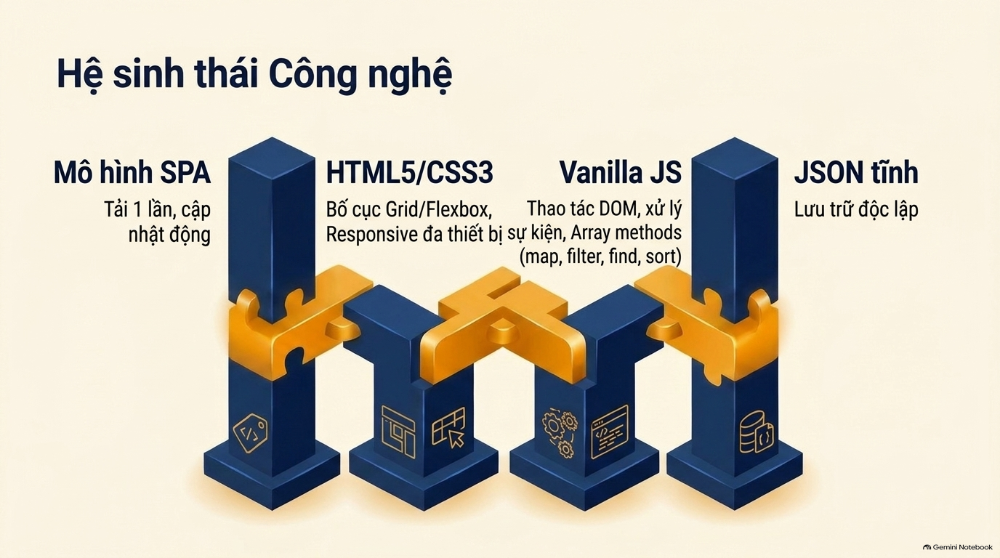 Hệ sinh thái Công nghệ
Mô hình SPA
Tải 1 lần, cập
nhật động
HTML5/CSS3
Bố cục Grid/Flexbox,
Responsive đa thiết bị
Vanilla JS
Thao tác DOM, xử lý
sự kiện, Array methods
(map, filter, find, sort)
JSON tĩnh
Lưu trữ độc lập
Gemini Notebook